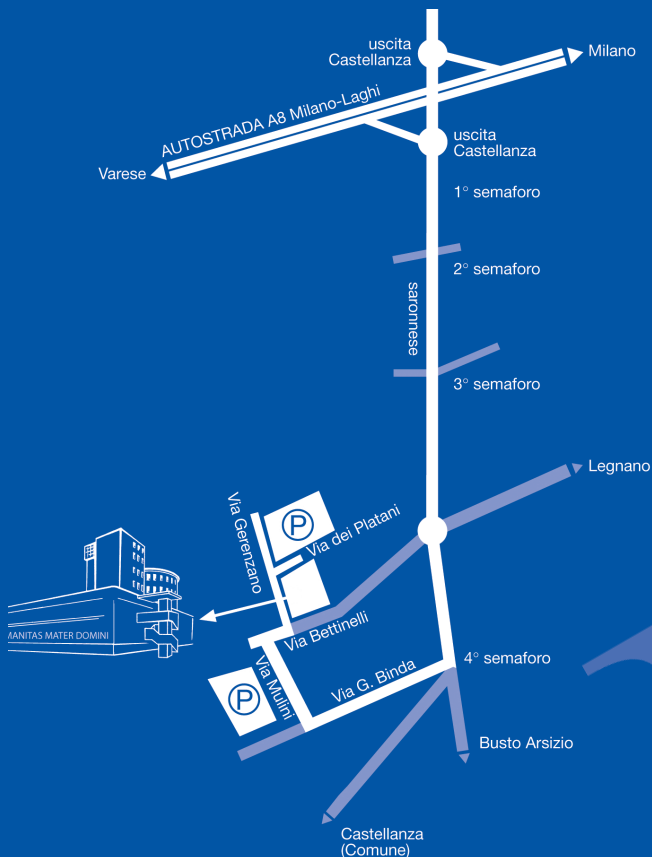 uscita
Castellanza
Milano
AUTOSTRADA A8 Milano-Laghi
uscita
Castellanza
Varese
1° semaforo
2° semaforo
saronnese
3° semaforo
Legnano
Via Gerenzano
P
Via dei Platani
MANITAS MATER DOMINI
Via Bettinelli
4° semaforo
Via Mulini
P
Via G. Binda
Busto Arsizio
Castellanza
(Comune)